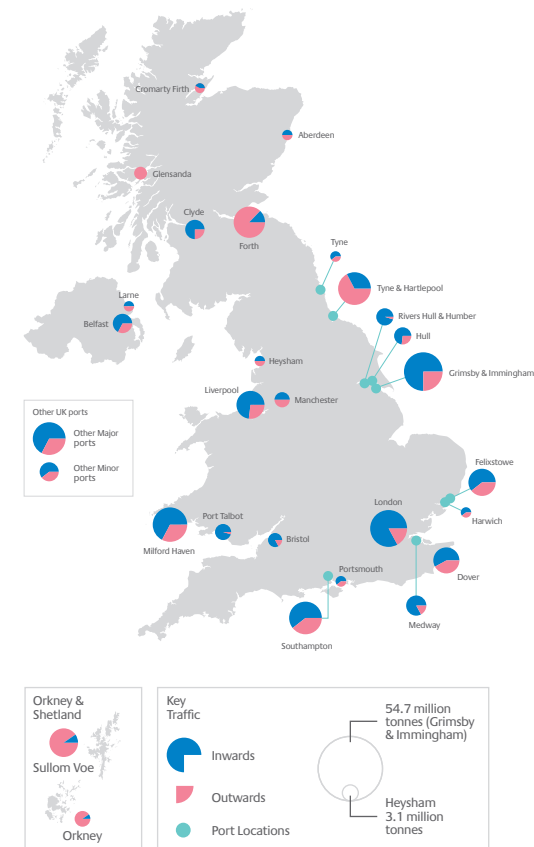 Cromarty Firth
Aberdeen
Glensanda
Clyde
Forth
Tyne
Tyne & Hartlepool
Larne
Belfast
Rivers Hull & Humber
Hull
Heysham
Grimsby & Immingham
Liverpool
Manchester
Other UK ports
Other Major
ports
Other Minor
ports
Felixstowe
London
Harwich
Port Talbot
Milford Haven
Bristol
Portsmouth
Dover
Medway
Southampton
Orkney &
Shetland
Sullom Voe
Orkney
Key
Traffic
Inwards
Outwards
Port Locations
54.7 million
tonnes (Grimsby
& Immingham)
Heysham
3.1 million
tonnes